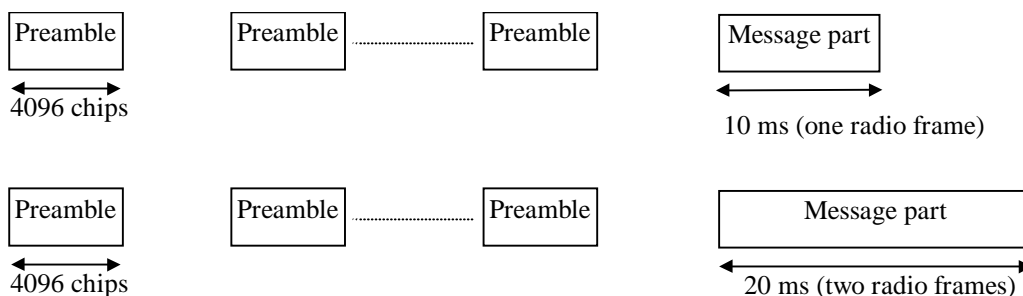 Preamble Preamble Preamble Message part
4096 chips
10 ms (one radio frame)
Preamble Preamble Preamble Message part
4096 chips 20 ms (two radio frames)